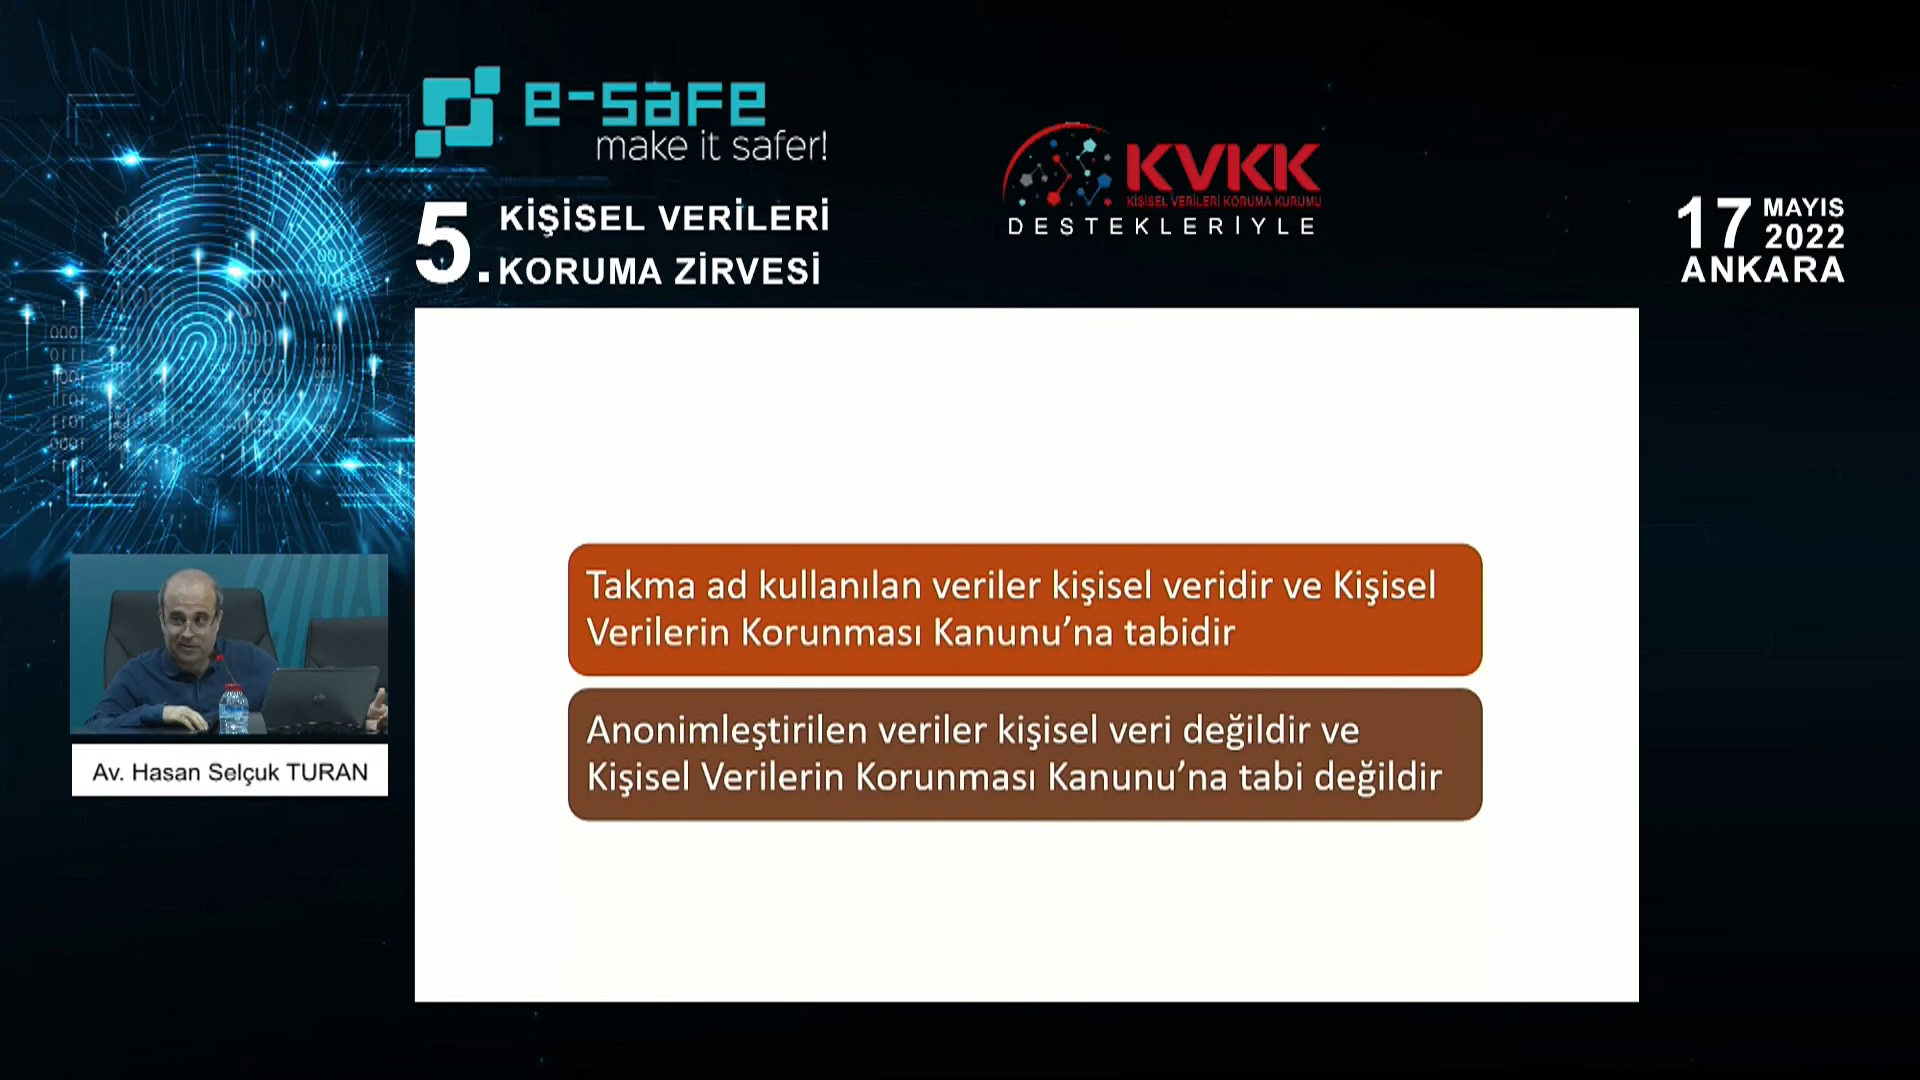 e-safe
make it safer!
5. KİŞİSEL VERİLERİ
KORUMA ZİRVESİ
KVKK
KİŞİSEL VERİLERİ KORUMA KURUMU
DESTEKLERİYLE
17 MAYIS
2022
ANKARA
Takma ad kullanılan veriler kişisel veridir ve Kişisel
Verilerin Korunması Kanunu’na tabidir
Anonimleştirilen veriler kişisel veri değildir ve
Kişisel Verilerin Korunması Kanunu’na tabi değildir
Av. Hasan Selçuk TURAN